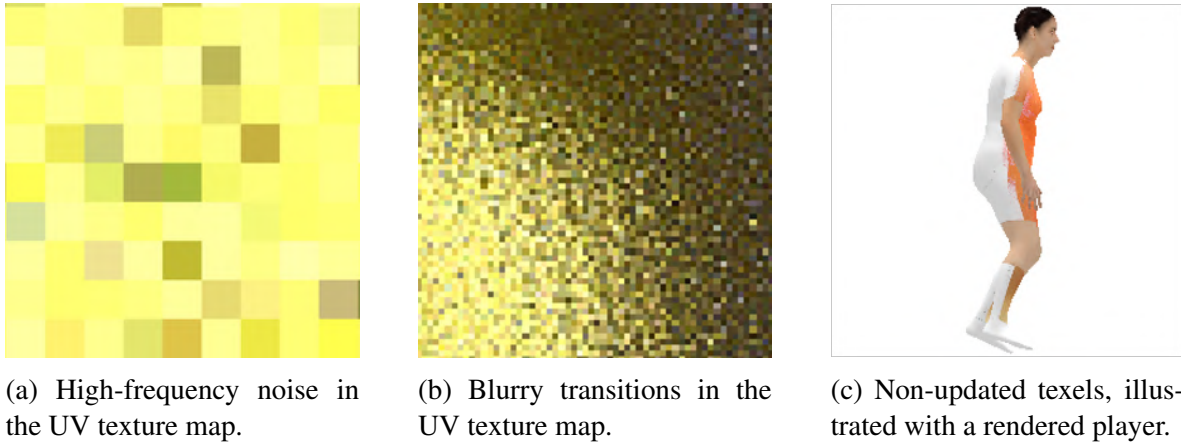 (a) High-frequency noise in
the UV texture map.
(b) Blurry transitions in the
UV texture map.
(c) Non-updated texels, illus-
trated with a rendered player.